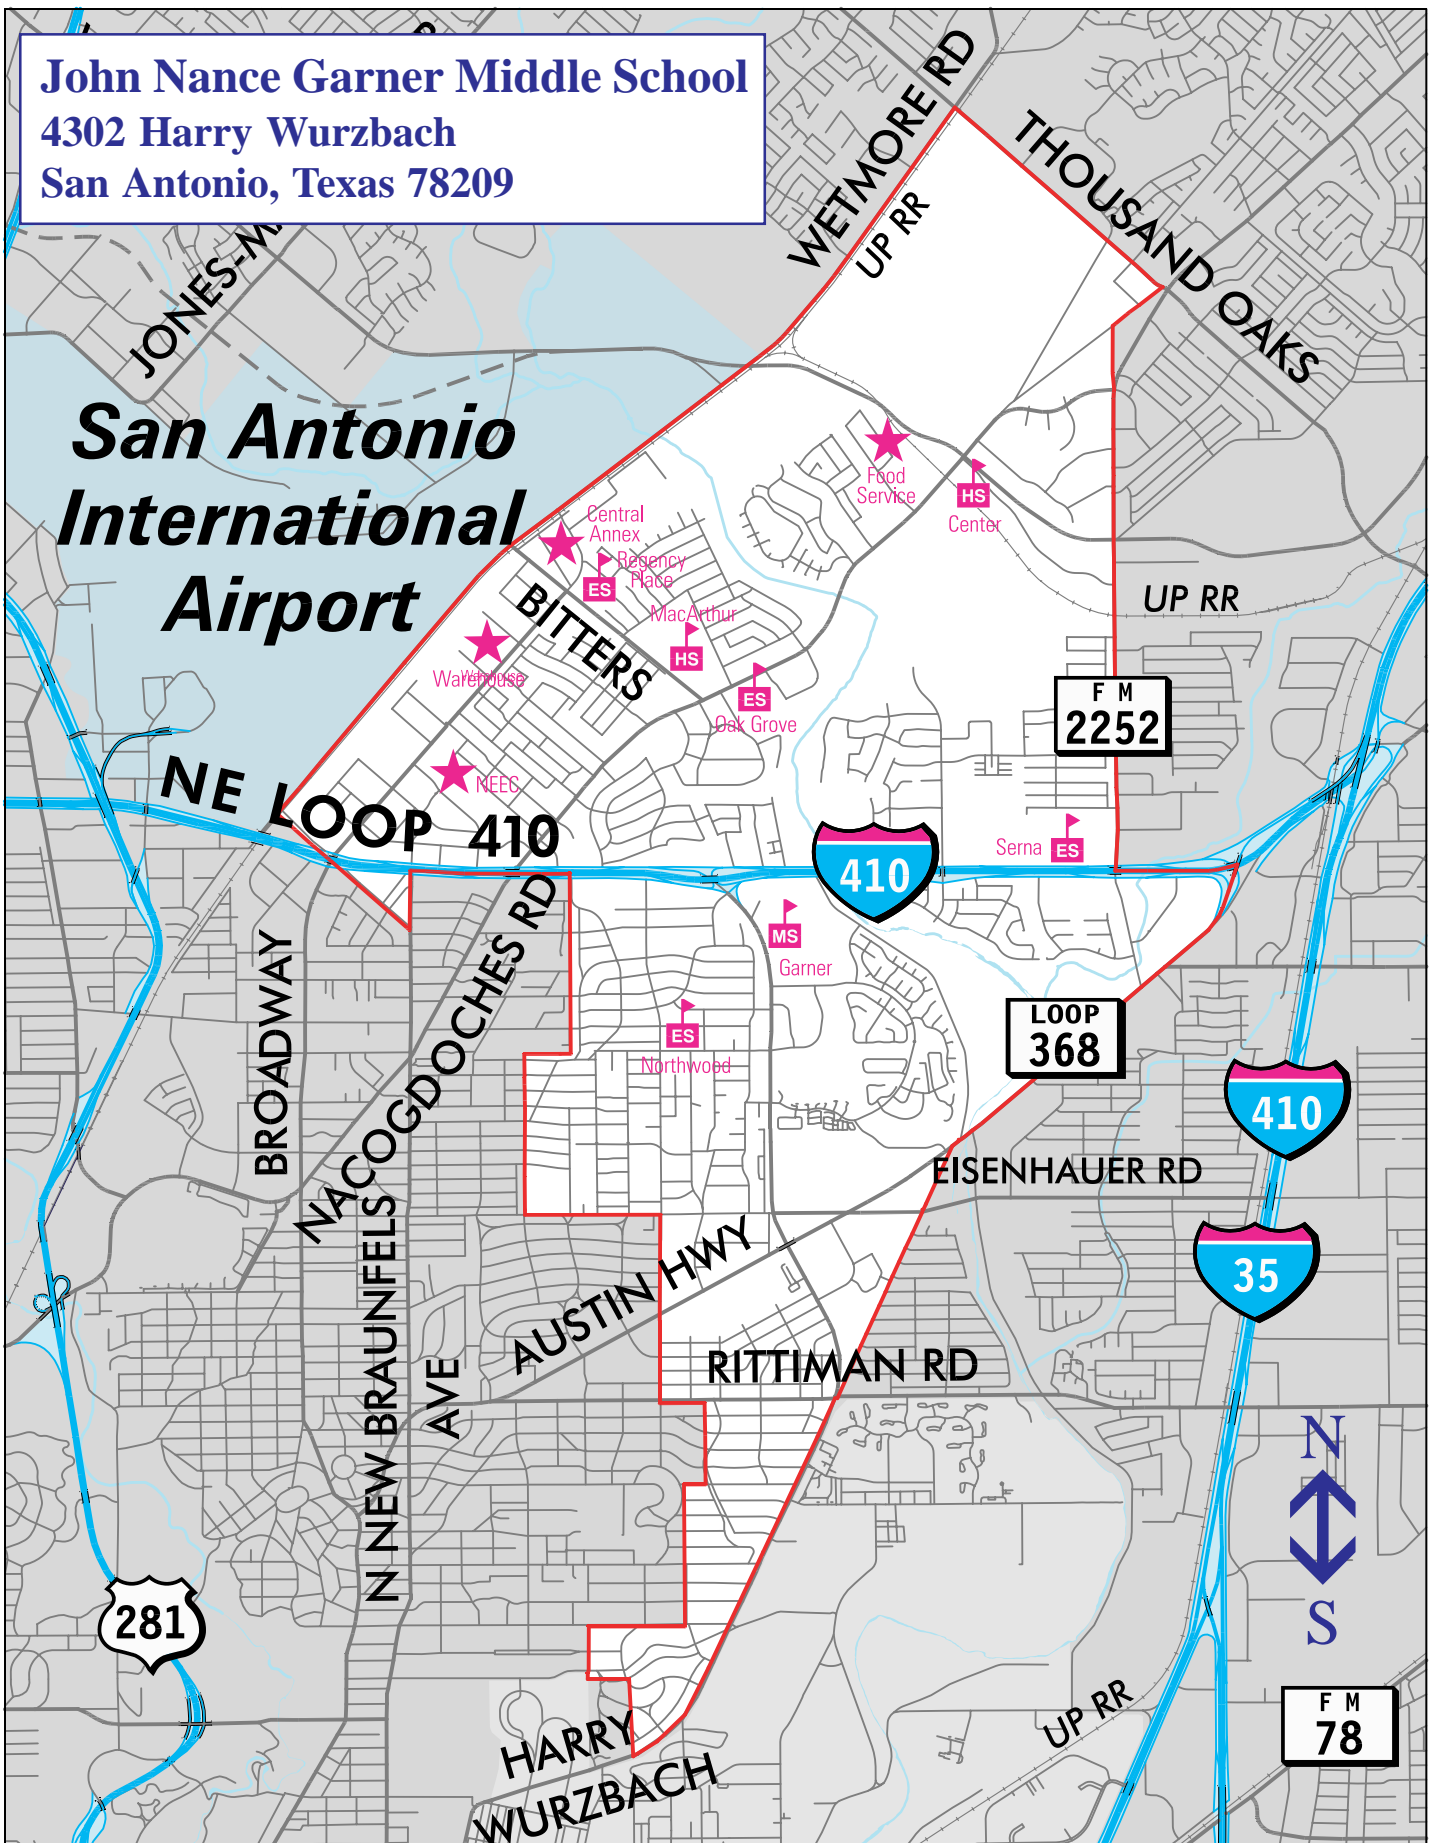 John Nance Garner Middle School
4302 Harry Wurzbach
San Antonio, Texas 78209
WETMORE RD
UP RR
THOUSAND OAKS
San Antonio
International
Airport
Food
Service
HS
Center
Central
Annex
Regency
Place
ES
BITTERS
MacArthur
HS
Warehouse
ES
Oak Grove
UP RR
F M
2252
NEEC
NE LOOP 410
410
Serna
ES
MS
Garner
NACOGDOCHES RD
BROADWAY
ES
Northwood
LOOP
368
410
EISENHAUER RD
N NEW BRAUNFELS
AVE
AUSTIN HWY
35
RITTIMAN RD
N
S
281
UP RR
F M
78
HARRY
WURZBACH